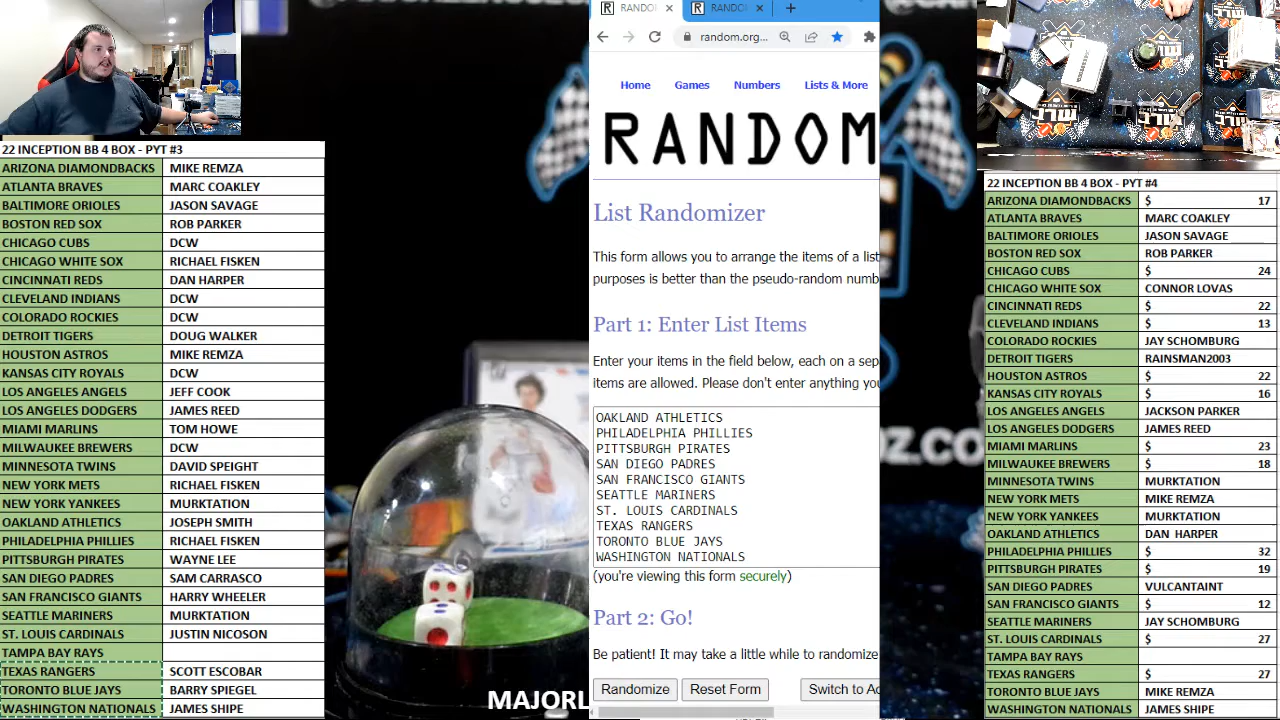 22 INCEPTION BB 4 BOX - PYT #3
ARIZONA DIAMONDBACKS MIKE REMZA
ATLANTA BRAVES MARC COAKLEY
BALTIMORE ORIOLES JASON SAVAGE
BOSTON RED SOX ROB PARKER
CHICAGO CUBS DCW
CHICAGO WHITE SOX RICHAEL FISKEN
CINCINNATI REDS DAN HARPER
CLEVELAND INDIANS DCW
COLORADO ROCKIES DCW
DETROIT TIGERS DOUG WALKER
HOUSTON ASTROS MIKE REMZA
KANSAS CITY ROYALS DCW
LOS ANGELES ANGELS JEFF COOK
LOS ANGELES DODGERS JAMES REED
MIAMI MARLINS TOM HOWE
MILWAUKEE BREWERS DCW
MINNESOTA TWINS DAVID SPEIGHT
NEW YORK METS RICHAEL FISKEN
NEW YORK YANKEES MURKTATION
OAKLAND ATHLETICS JOSEPH SMITH
PHILADELPHIA PHILLIES RICHAEL FISKEN
PITTSBURGH PIRATES WAYNE LEE
SAN DIEGO PADRES SAM CARRASCO
SAN FRANCISCO GIANTS HARRY WHEELER
SEATTLE MARINERS MURKTATION
ST. LOUIS CARDINALS JUSTIN NICOSON
TAMPA BAY RAYS
TEXAS RANGERS SCOTT ESCOBAR
TORONTO BLUE JAYS BARRY SPIEGEL
WASHINGTON NATIONALS JAMES SHIPE
MAJORL
RANDO
RANDO
random.org...
Home Games Numbers Lists & More
RANDOM
List Randomizer
This form allows you to arrange the items of a list
purposes is better than the pseudo-random numb
Part 1: Enter List Items
Enter your items in the field below, each on a sep
items are allowed. Please don't enter anything you
OAKLAND ATHLETICS
PHILADELPHIA PHILLIES
PITTSBURGH PIRATES
SAN DIEGO PADRES
SAN FRANCISCO GIANTS
SEATTLE MARINERS
ST. LOUIS CARDINALS
TEXAS RANGERS
TORONTO BLUE JAYS
WASHINGTON NATIONALS
(you're viewing this form securely)
Part 2: Go!
Be patient! It may take a little while to randomize
Randomize Reset Form Switch to Ad
Z.COM
22 INCEPTION BB 4 BOX - PYT #4
ARIZONA DIAMONDBACKS $ 17
ATLANTA BRAVES MARC COAKLEY
BALTIMORE ORIOLES JASON SAVAGE
BOSTON RED SOX ROB PARKER
CHICAGO CUBS $ 24
CHICAGO WHITE SOX CONNOR LOVAS
CINCINNATI REDS $ 22
CLEVELAND INDIANS $ 13
COLORADO ROCKIES JAY SCHOMBURG
DETROIT TIGERS RAINSMAN2003
HOUSTON ASTROS $ 22
KANSAS CITY ROYALS $ 16
LOS ANGELES ANGELS JACKSON PARKER
LOS ANGELES DODGERS JAMES REED
MIAMI MARLINS $ 23
MILWAUKEE BREWERS $ 18
MINNESOTA TWINS MURKTATION
NEW YORK METS MIKE REMZA
NEW YORK YANKEES MURKTATION
OAKLAND ATHLETICS DAN HARPER
PHILADELPHIA PHILLIES $ 32
PITTSBURGH PIRATES $ 19
SAN DIEGO PADRES VULCANTAINT
SAN FRANCISCO GIANTS $ 12
SEATTLE MARINERS JAY SCHOMBURG
ST. LOUIS CARDINALS $ 27
TAMPA BAY RAYS
TEXAS RANGERS $ 27
TORONTO BLUE JAYS MIKE REMZA
WASHINGTON NATIONALS JAMES SHIPE